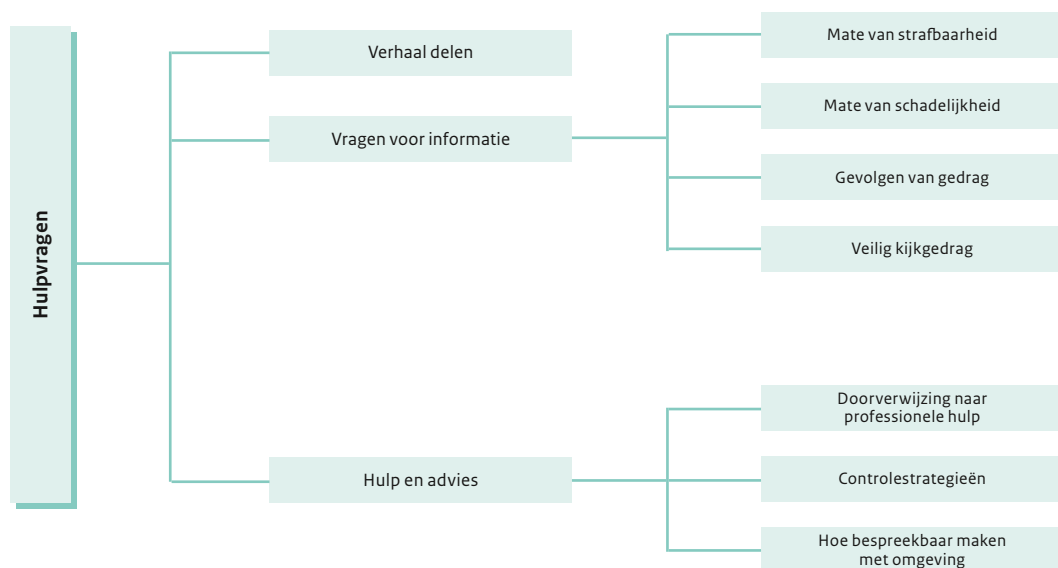 Hulpvragen
Verhaal delen
Vragen voor informatie
Mate van strafbaarheid
Mate van schadelijkheid
Gevolgen van gedrag
Veilig kijkgedrag
Hulp en advies
Doorverwijzing naar
professionele hulp
Controlestrategieën
Hoe bespreekbaar maken
met omgeving